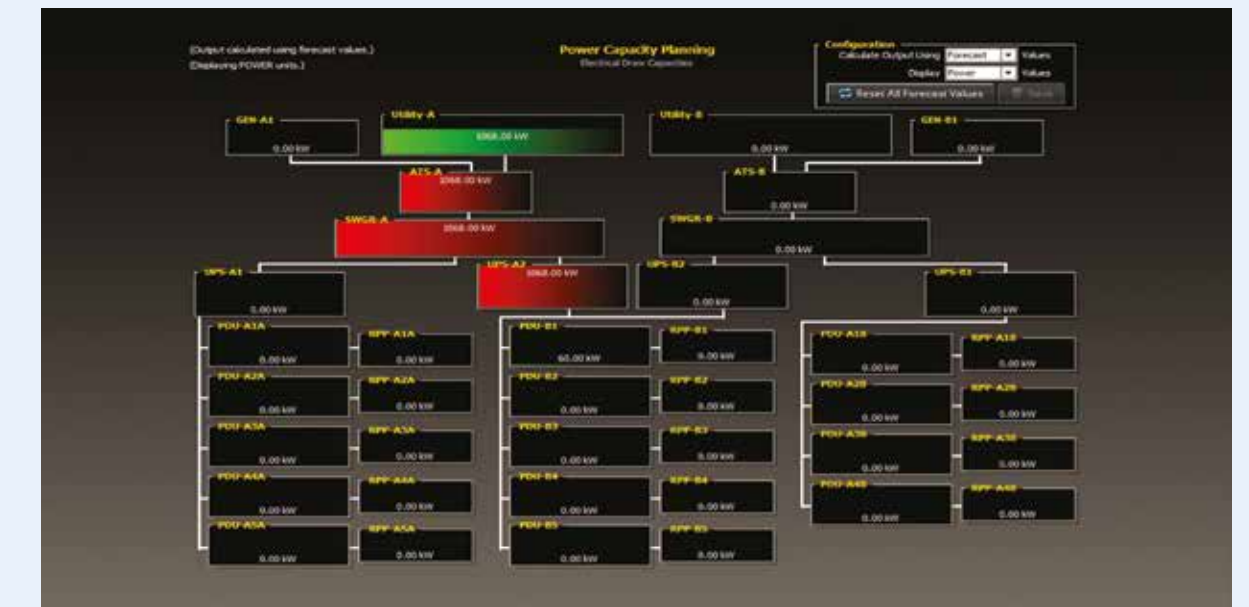 (Output calculated using forecast values.)
(Displaying POWER units.)
Power Capacity Planning
Electrical Draw Capacities
Configuration
Calculate Output Using Forecast Values
Display Power Values
Reset All Forecast Values Save
GEN-A1
0.00 kW
Utility-A
1068.00 kW
Utility-B
0.00 kW
GEN-B1
0.00 kW
ATS-A
1068.00 kW
ATS-B
0.00 kW
SWGR-A
1068.00 kW
SWGR-B
0.00 kW
UPS-A1
0.00 kW
UPS-A2
1068.00 kW
UPS-B2
0.00 kW
UPS-B1
0.00 kW
PDU-A1A
0.00 kW
RPP-A1A
0.00 kW
PDU-A2A
0.00 kW
RPP-A2A
0.00 kW
PDU-A3A
0.00 kW
RPP-A3A
0.00 kW
PDU-A4A
0.00 kW
RPP-A4A
0.00 kW
PDU-A5A
0.00 kW
RPP-A5A
0.00 kW
PDU-B1
60.00 kW
RPP-B1
0.00 kW
PDU-B2
0.00 kW
RPP-B2
0.00 kW
PDU-B3
0.00 kW
RPP-B3
0.00 kW
PDU-B4
0.00 kW
RPP-B4
0.00 kW
PDU-B5
0.00 kW
RPP-B5
0.00 kW
PDU-A1B
0.00 kW
RPP-A1B
0.00 kW
PDU-A2B
0.00 kW
RPP-A2B
0.00 kW
PDU-A3B
0.00 kW
RPP-A3B
0.00 kW
PDU-A4B
0.00 kW
RPP-A4B
0.00 kW